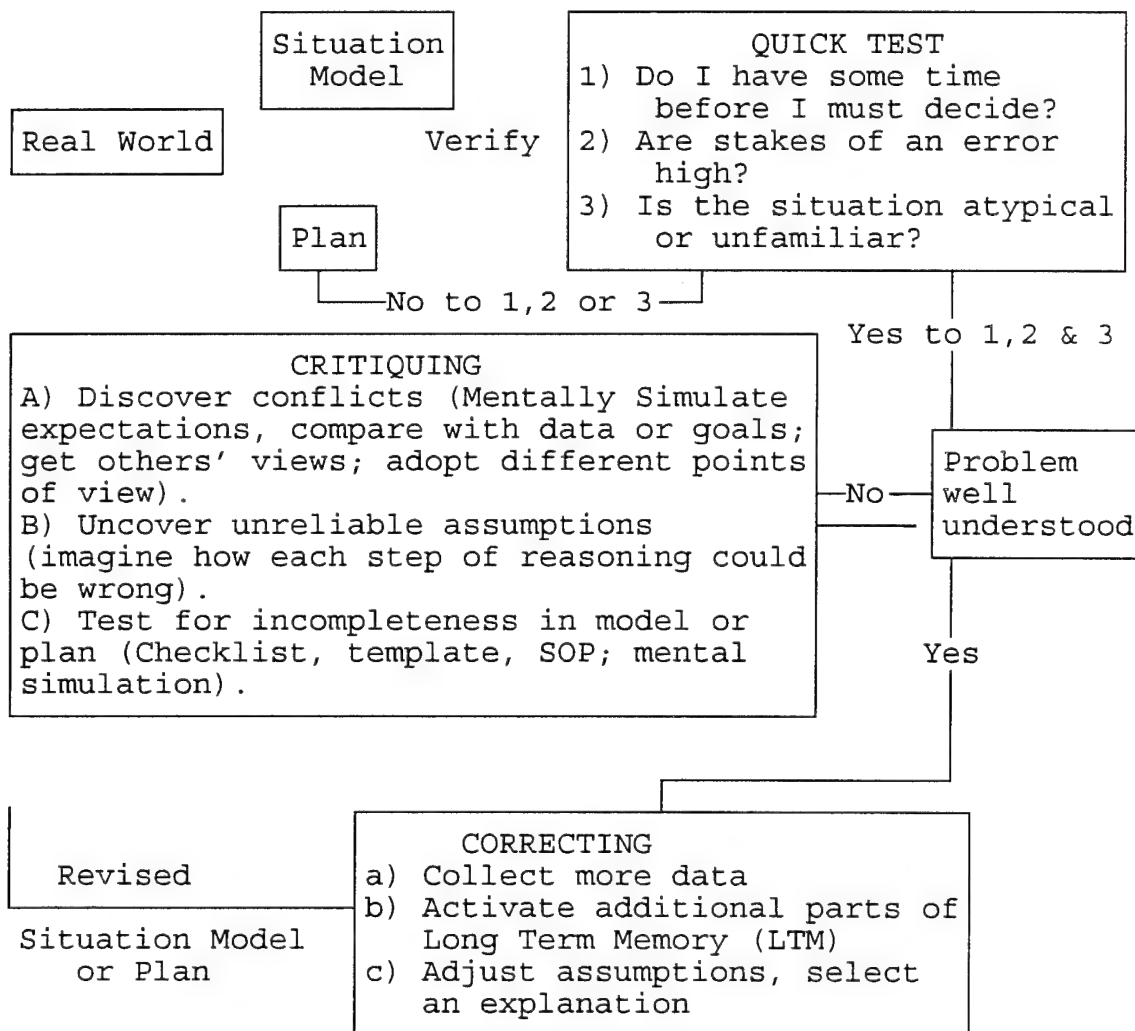 Situation
Model
Real World
Verify
Plan
QUICK TEST
1) Do I have some time
before I must decide?
2) Are stakes of an error
high?
3) Is the situation atypical
or unfamiliar?
No to 1,2 or 3
Yes to 1,2 & 3
CRITIQUING
A) Discover conflicts (Mentally Simulate
expectations, compare with data or goals;
get others' views; adopt different points
of view).
B) Uncover unreliable assumptions
(imagine how each step of reasoning could
be wrong).
C) Test for incompleteness in model or
plan (Checklist, template, SOP; mental
simulation).
No
Problem
well
understood
Yes
Revised
Situation Model
or Plan
CORRECTING
a) Collect more data
b) Activate additional parts of
Long Term Memory (LTM)
c) Adjust assumptions, select
an explanation